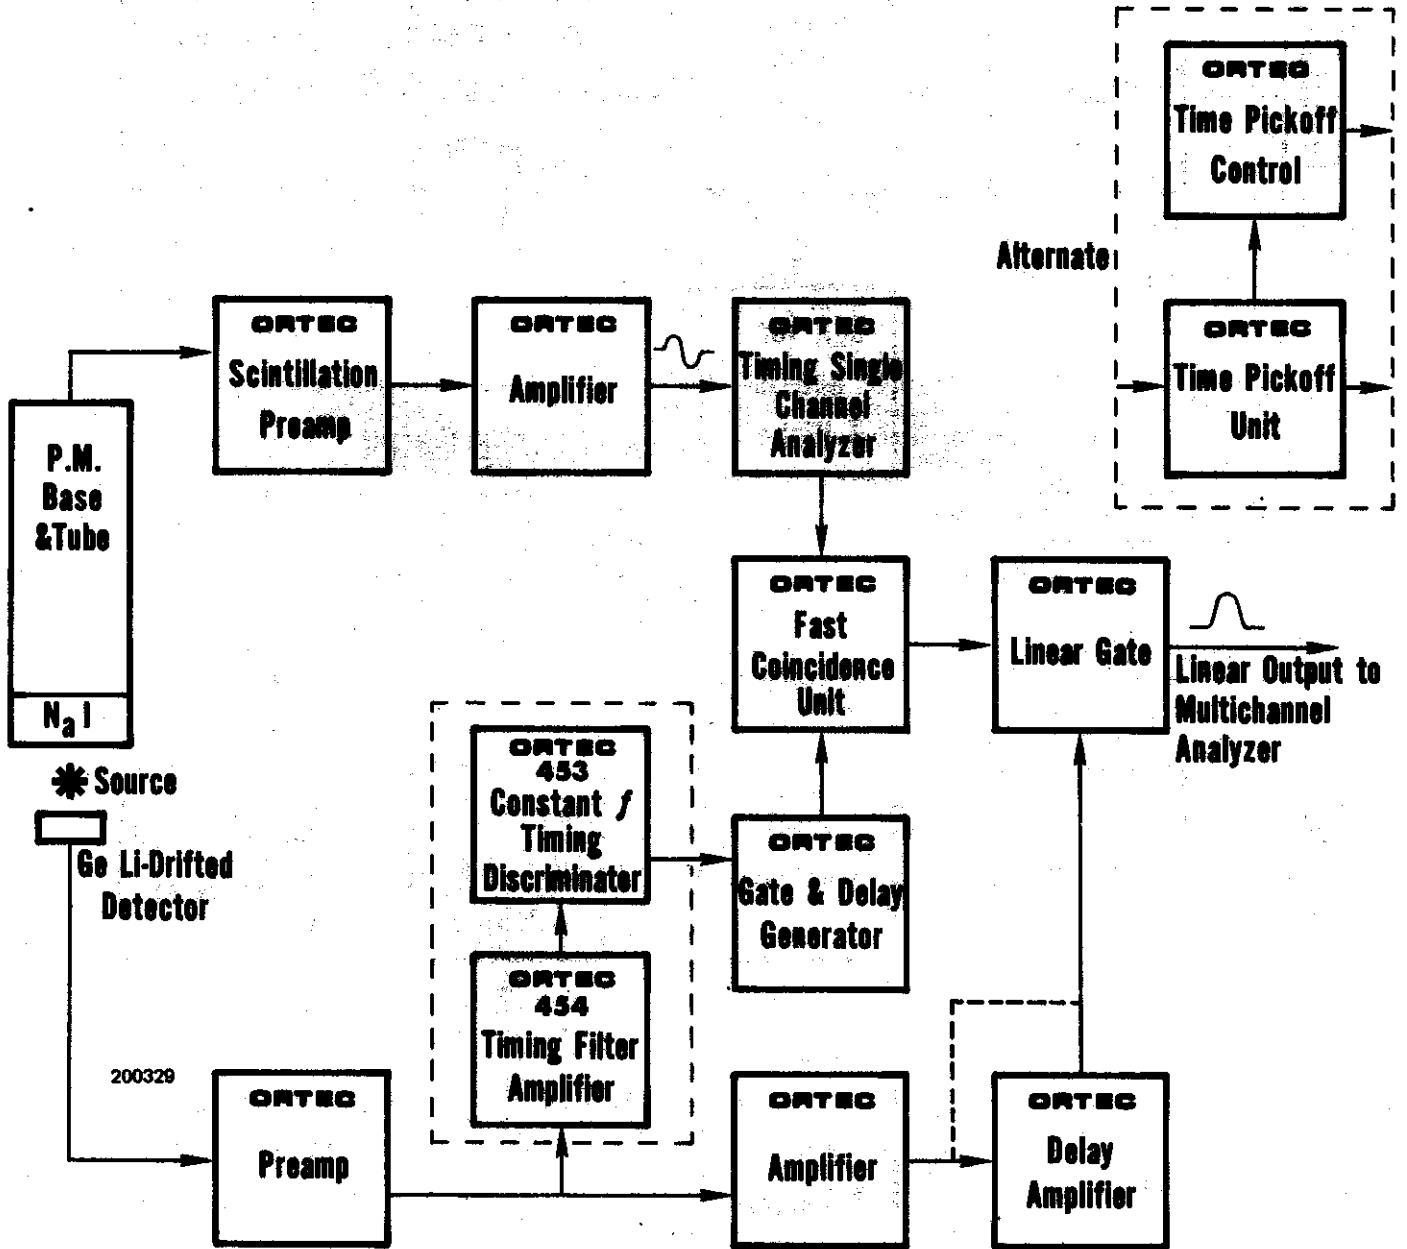 ORTEC
Time Pickoff
Control
Alternate
ORTEC
Time Pickoff
Unit
ORTEC
Scintillation
Preamp
ORTEC
Amplifier
ORTEC
Timing Single
Channel
Analyzer
P.M.
Base
&Tube
NaI
Source
Ge Li-Drifted
Detector
ORTEC
Fast
Coincidence
Unit
ORTEC
Linear Gate
Linear Output to
Multichannel
Analyzer
ORTEC
453
Constant f
Timing
Discriminator
ORTEC
Gate & Delay
Generator
ORTEC
454
Timing Filter
Amplifier
200329
ORTEC
Preamp
ORTEC
Amplifier
ORTEC
Delay
Amplifier